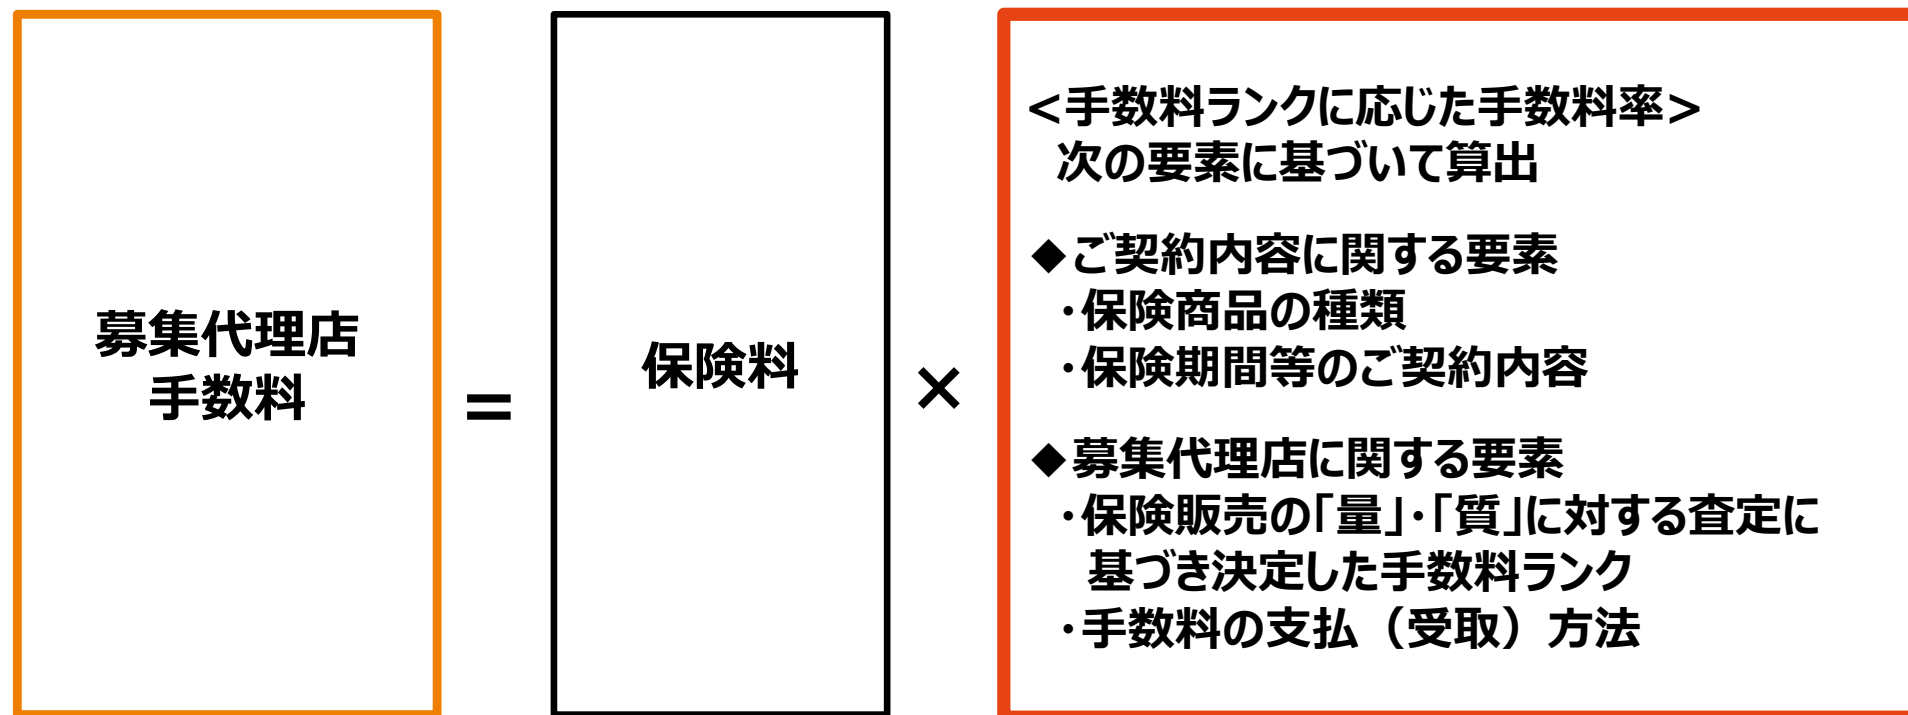 募集代理店
手数料
=
保険料
×
<手数料ランクに応じた手数料率>
次の要素に基づいて算出
◆ご契約内容に関する要素
・保険商品の種類
・保険期間等のご契約内容
◆募集代理店に関する要素
・保険販売の「量」・「質」に対する査定に
基づき決定した手数料ランク
・手数料の支払（受取）方法